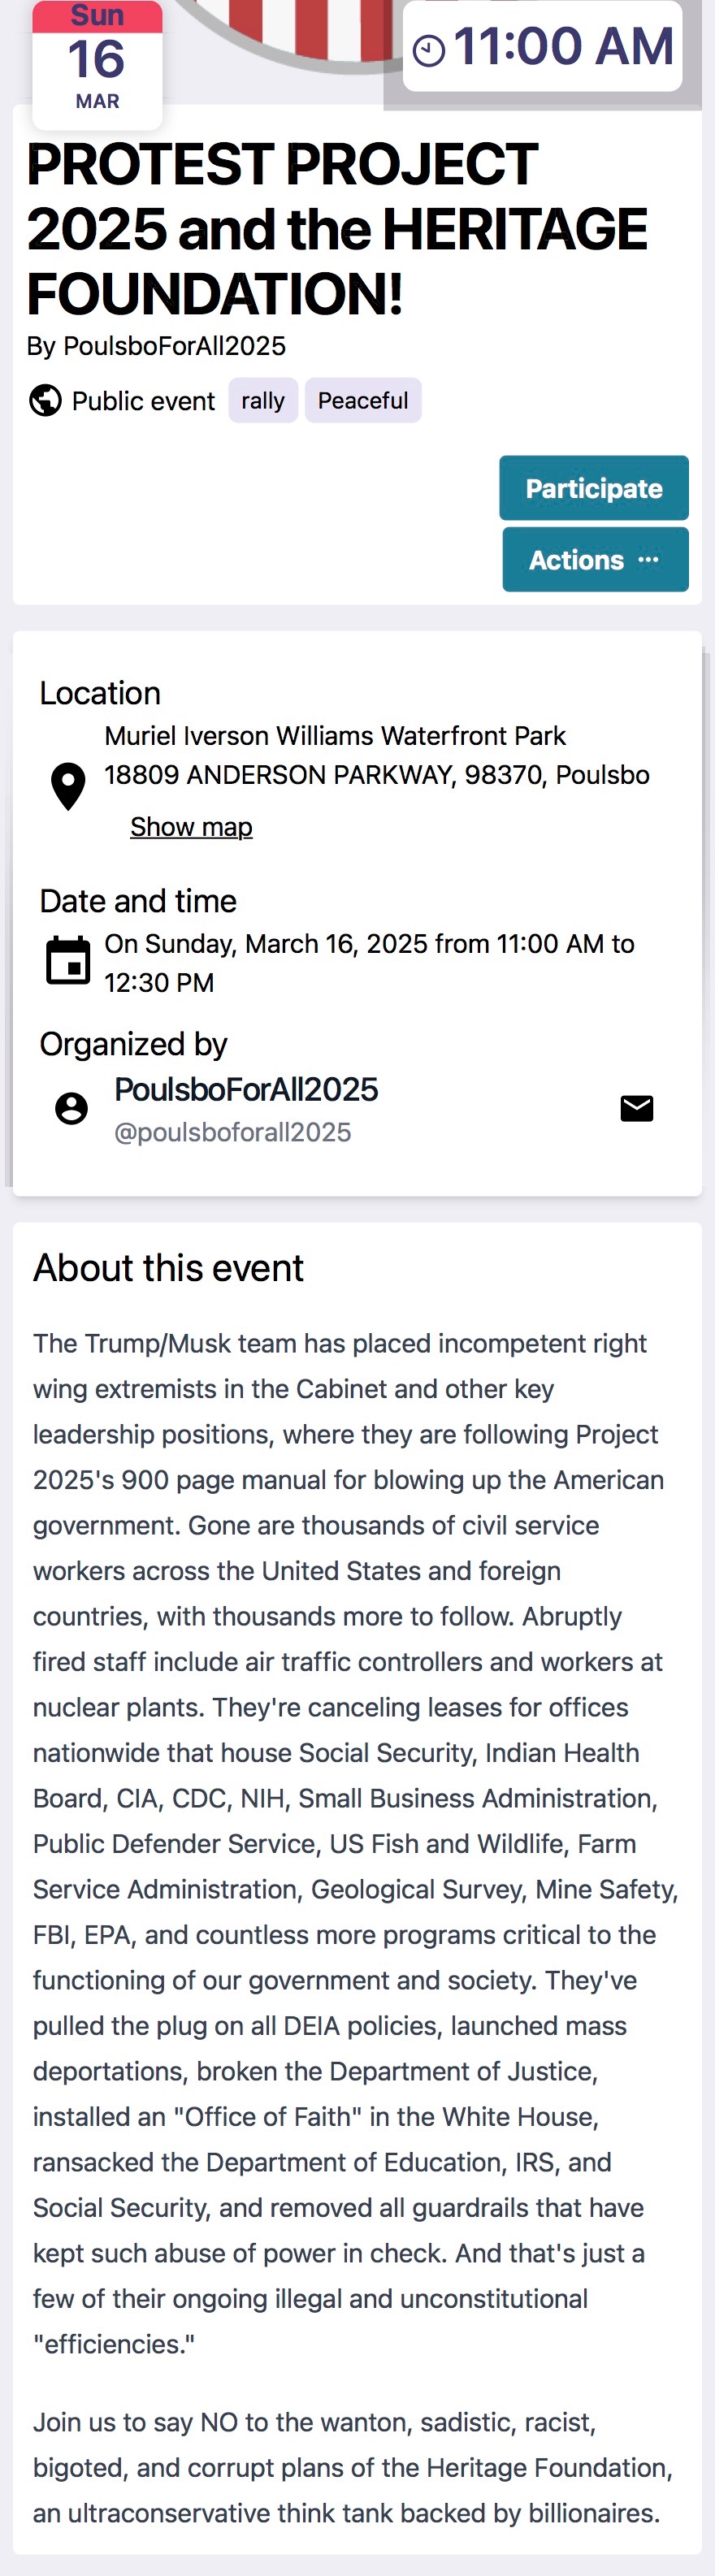 Sun
16
MAR
11:00 AM
PROTEST PROJECT
2025 and the HERITAGE
FOUNDATION!
By PoulsboForAll2025
Public event rally Peaceful
Participate
Actions ···
Location
Muriel Iverson Williams Waterfront Park
18809 ANDERSON PARKWAY, 98370, Poulsbo
Show map
Date and time
On Sunday, March 16, 2025 from 11:00 AM to
12:30 PM
Organized by
PoulsboForAll2025
@poulsboforall2025
About this event
The Trump/Musk team has placed incompetent right
wing extremists in the Cabinet and other key
leadership positions, where they are following Project
2025's 900 page manual for blowing up the American
government. Gone are thousands of civil service
workers across the United States and foreign
countries, with thousands more to follow. Abruptly
fired staff include air traffic controllers and workers at
nuclear plants. They're canceling leases for offices
nationwide that house Social Security, Indian Health
Board, CIA, CDC, NIH, Small Business Administration,
Public Defender Service, US Fish and Wildlife, Farm
Service Administration, Geological Survey, Mine Safety,
FBI, EPA, and countless more programs critical to the
functioning of our government and society. They've
pulled the plug on all DEIA policies, launched mass
deportations, broken the Department of Justice,
installed an "Office of Faith" in the White House,
ransacked the Department of Education, IRS, and
Social Security, and removed all guardrails that have
kept such abuse of power in check. And that's just a
few of their ongoing illegal and unconstitutional
"efficiencies."
Join us to say NO to the wanton, sadistic, racist,
bigoted, and corrupt plans of the Heritage Foundation,
an ultraconservative think tank backed by billionaires.